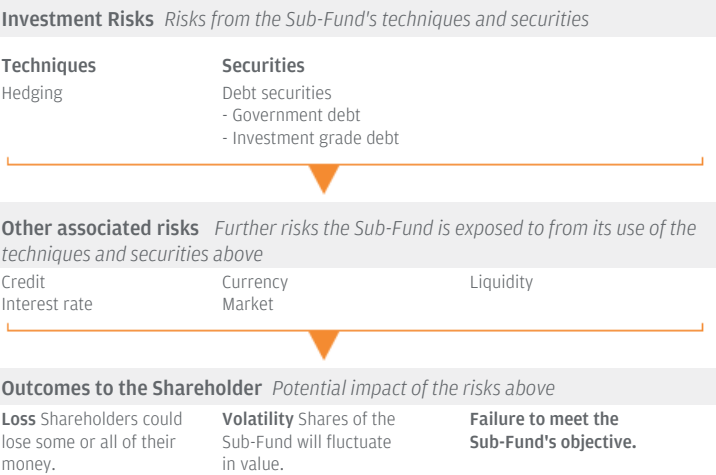 Investment Risks Risks from the Sub-Fund's techniques and securities
Techniques
Hedging
Securities
Debt securities
- Government debt
- Investment grade debt
Other associated risks Further risks the Sub-Fund is exposed to from its use of the
techniques and securities above
Credit
Interest rate
Currency
Market
Liquidity
Outcomes to the Shareholder Potential impact of the risks above
Loss Shareholders could
lose some or all of their
money.
Volatility Shares of the
Sub-Fund will fluctuate
in value.
Failure to meet the
Sub-Fund's objective.